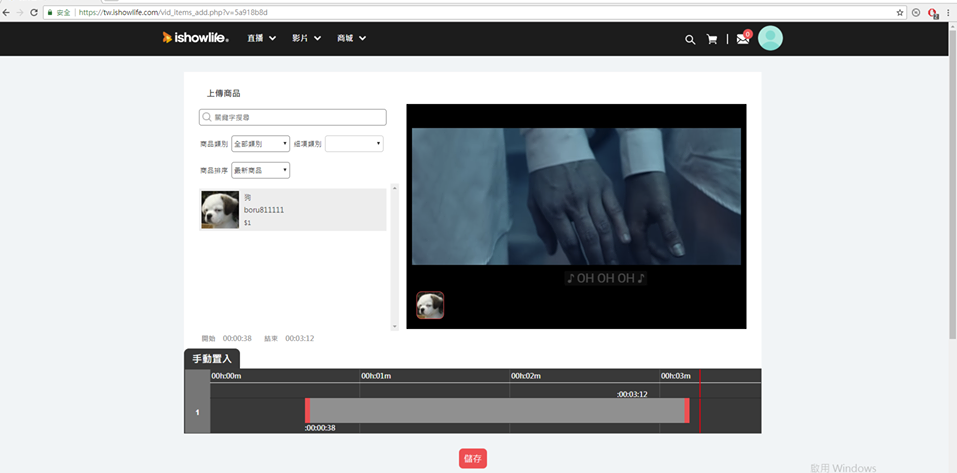 安全 https://tw.ishowlife.com/vid_items_add.php?v=5a918b8d
ishowlife®
直播
影片
商城
0
上傳商品
關鍵字搜尋
商品類別 全部類別 細項類別
商品排序 最新商品
狗
boru811111
$1
♪ OH OH OH ♪
開始 00:00:38 結束 00:03:12
手動置入
00h:00m 00h:01m 00h:02m 00h:03m
:00:03:12
1
:00:00:38
儲存
啟用 Windows